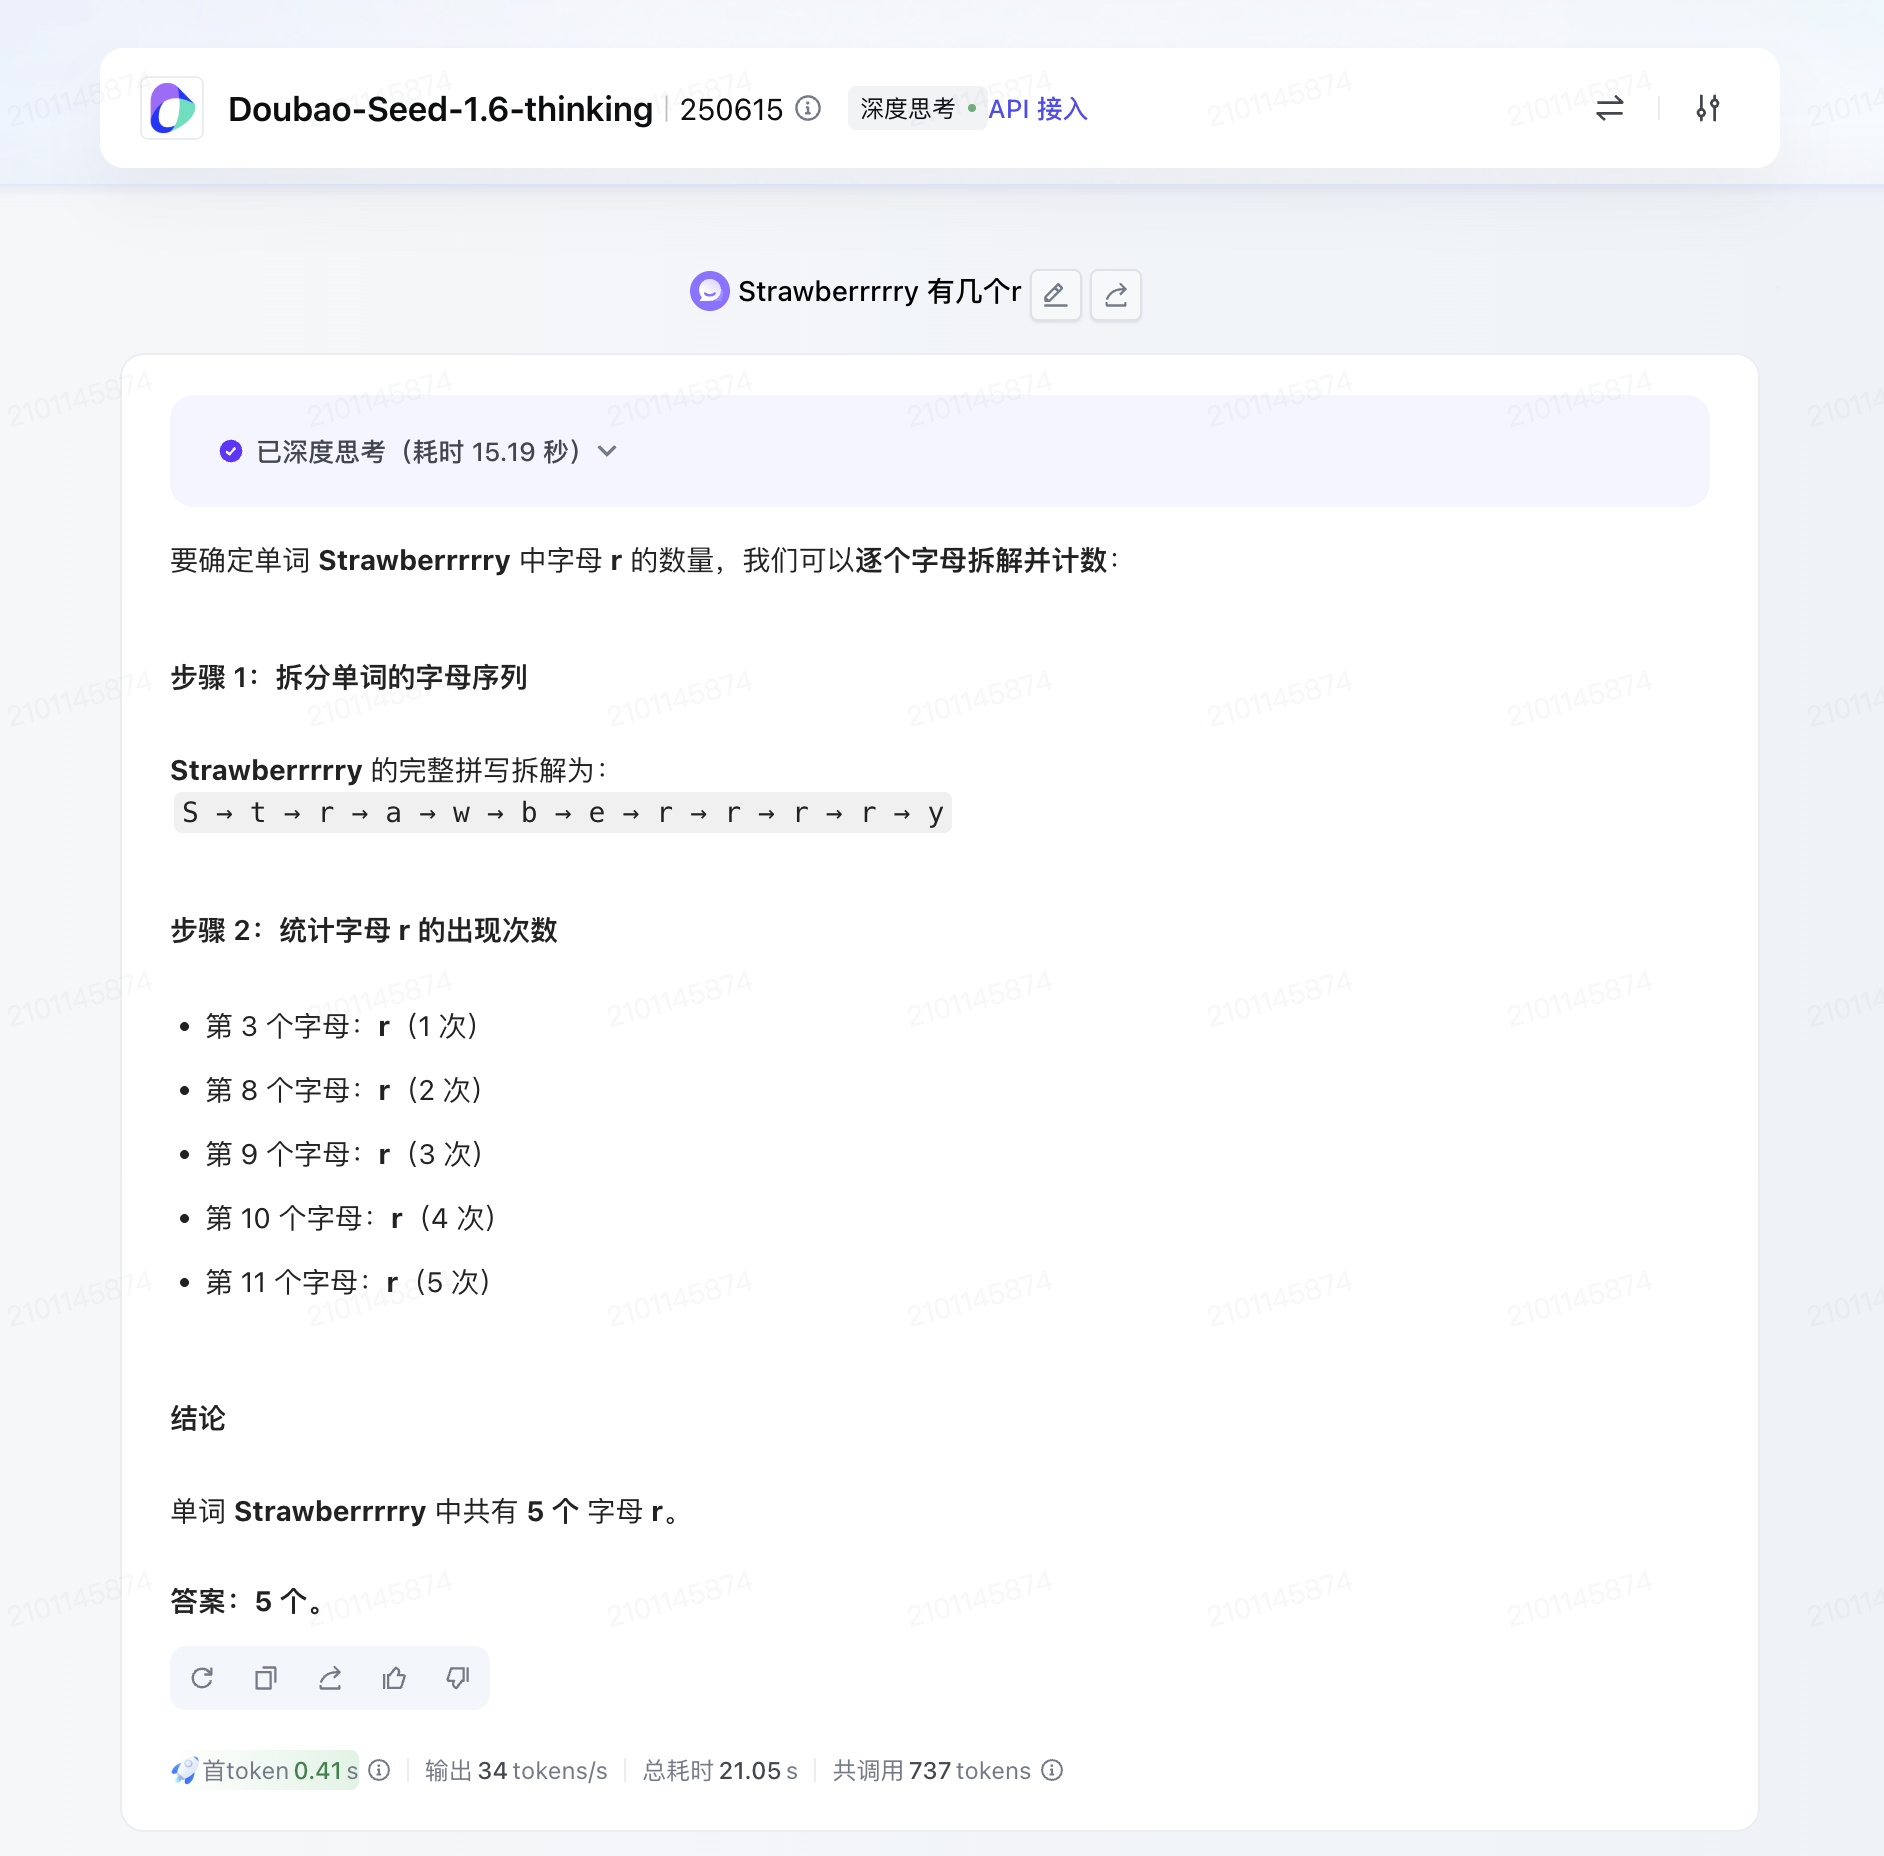 Doubao-Seed-1.6-thinking | 250615 深度思考 API 接入
Strawberrrrry 有几个r
已深度思考（耗时 15.19 秒）
要确定单词 Strawberrrrry 中字母 r 的数量，我们可以逐个字母拆解并计数：
步骤 1：拆分单词的字母序列
Strawberrrrry 的完整拼写拆解为：
S → t → r → a → w → b → e → r → r → r → r → y
步骤 2：统计字母 r 的出现次数
• 第 3 个字母：r（1 次）
• 第 8 个字母：r（2 次）
• 第 9 个字母：r（3 次）
• 第 10 个字母：r（4 次）
• 第 11 个字母：r（5 次）
结论
单词 Strawberrrrry 中共有 5 个 字母 r。
答案：5 个。
首token 0.41 s | 输出 34 tokens/s | 总耗时 21.05 s | 共调用 737 tokens
2101145874